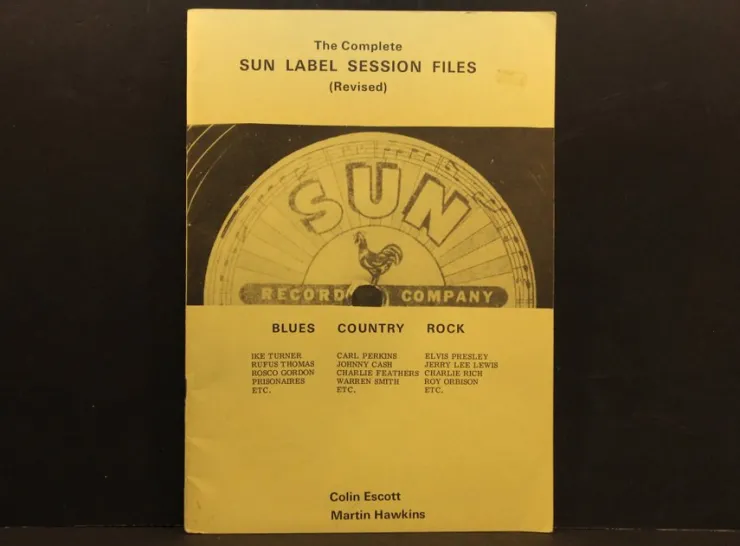 The Complete
SUN LABEL SESSION FILES
(Revised)
SUN
RECORD COMPANY
BLUES COUNTRY ROCK
IKE TURNER CARL PERKINS ELVIS PRESLEY
RUFUS THOMAS JOHNNY CASH JERRY LEE LEWIS
ROSCO GORDON CHARLIE FEATHERS CHARLIE RICH
PRISONAIRES WARREN SMITH ROY ORBISON
ETC. ETC. ETC.
Colin Escott
Martin Hawkins